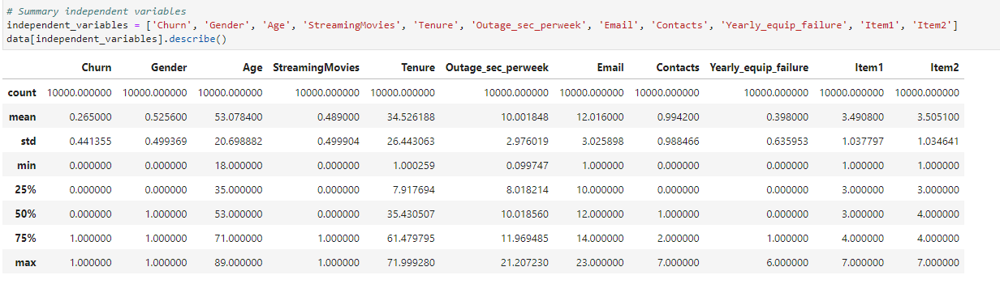 # Summary independent variables
independent_variables = ['Churn', 'Gender', 'Age', 'StreamingMovies', 'Tenure', 'Outage_sec_perweek', 'Email', 'Contacts', 'Yearly_equip_failure', 'Item1', 'Item2']
data[independent_variables].describe()
Churn Gender Age StreamingMovies Tenure Outage_sec_perweek Email Contacts Yearly_equip_failure Item1 Item2
count 10000.000000 10000.000000 10000.000000 10000.000000 10000.000000 10000.000000 10000.000000 10000.000000 10000.000000 10000.000000 10000.000000
mean 0.265000 0.525600 53.078400 0.489000 34.526188 10.001848 12.016000 0.994200 0.398000 3.490800 3.505100
std 0.441355 0.499369 20.698882 0.499904 26.443063 2.976019 3.025898 0.988466 0.635953 1.037797 1.034641
min 0.000000 0.000000 18.000000 0.000000 1.000259 0.099747 1.000000 0.000000 0.000000 1.000000 1.000000
25% 0.000000 0.000000 35.000000 0.000000 7.917694 8.018214 10.000000 0.000000 0.000000 3.000000 3.000000
50% 0.000000 1.000000 53.000000 0.000000 35.430507 10.018560 12.000000 1.000000 0.000000 3.000000 4.000000
75% 1.000000 1.000000 71.000000 1.000000 61.479795 11.969485 14.000000 2.000000 1.000000 4.000000 4.000000
max 1.000000 1.000000 89.000000 1.000000 71.999280 21.207230 23.000000 7.000000 6.000000 7.000000 7.000000